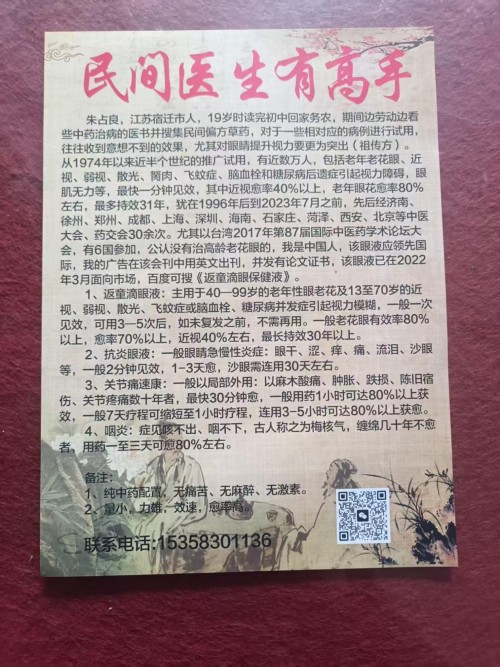 民间医生有高手
朱占良，江苏宿迁市人，19岁时读完初中回家务农，期间边劳动边看
些中药治病的医书并搜集民间偏方草药，对于一些相对应的病例进行试用，
往往收到意想不到的效果，尤其对眼睛提升视力要更为突出（祖传方）。
从1974年以来近半个世纪的推广试用，有近数万人，包括老年老花眼、近
视、弱视、散光、胬肉、飞蚊症、脑血栓和糖尿病后遗症引起视力障碍，眼
肌无力等，最快一分钟见效，其中近视愈率40%以上，老年眼花愈率80%
左右，最多持效31年，犹在1996年后到2023年7月之前，先后经济南、
徐州、郑州、成都、上海、深圳、海南、石家庄、菏泽、西安、北京等中医
大会、药交会30余次。尤其以台湾2017年第87届国际中医药学术论坛大
会，有6国参加，公认没有治高龄老花眼的，我是中国人，该眼液应领先国
际，我的广告在该会刊中用英文出刊，并发有论文证书，该眼液已在2022
年3月面向市场，百度可搜《返童滴眼保健液》。
1、返童滴眼液：主用于40—99岁的老年性眼老花及13至70岁的近
视、弱视、散光、飞蚊症或脑血栓、糖尿病并发症引起视力模糊，一般一次
见效，可用3—5次后，如未复发之前，不需再用。一般老花眼有效率80%
以上，愈率70%以上，近视40%左右，最长持效30年以上。
2、抗炎眼液：一般眼睛急慢性炎症：眼干、涩、痒、痛、流泪、沙眼
等，一般2分钟见效，1-3天愈，沙眼需连用30天左右。
3、关节痛速康：一般以局部外用：以麻木酸痛、肿胀、跌损、陈旧宿
伤、关节疼痛数十年者，最快30分钟愈，一般用药1小时可达80%以上获
效，一般7天疗程可缩短至1小时疗程，连用3-5小时可达80%以上获愈。
4、咽炎：症见咳不出、咽不下，古人称之为梅核气，缠绵几十年不愈
者，用药一至三天可愈80%左右。
备注：
1、纯中药配置，无痛苦、无麻醉、无激素。
2、量小，力雄，效速，愈率高。
联系电话:15358301136